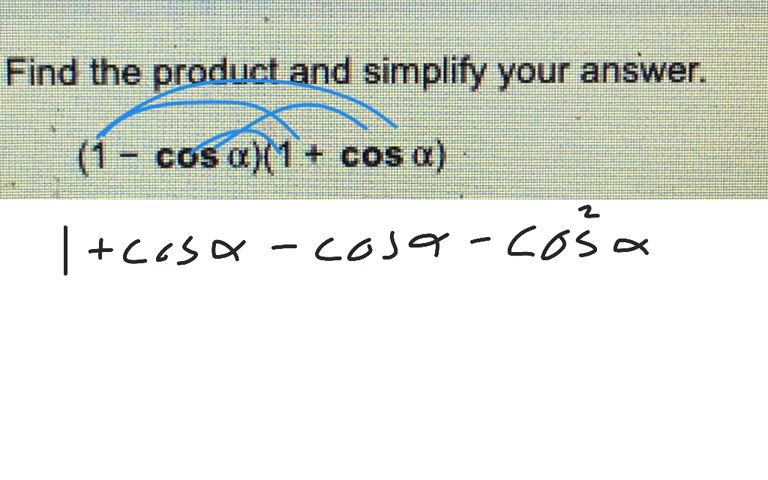 Find the product and simplify your answer.
(1 − cos α)(1 + cos α)
1 + cos α − cos α − cos² α